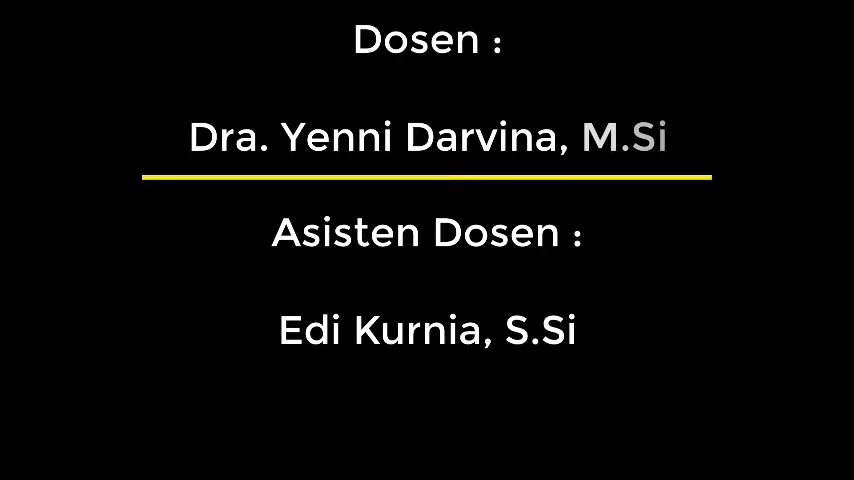 Dosen :
Dra. Yenni Darvina, M.Si
Asisten Dosen :
Edi Kurnia, S.Si